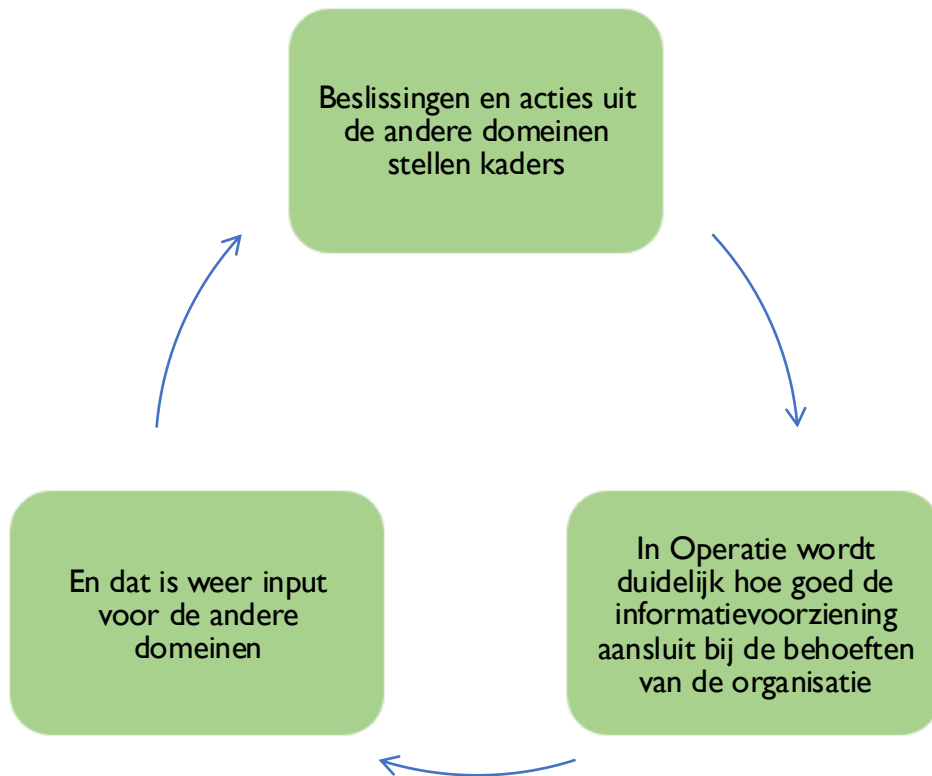 Beslissingen en acties uit
de andere domeinen
stellen kaders
In Operatie wordt
duidelijk hoe goed de
informatievoorziening
aansluit bij de behoeften
van de organisatie
En dat is weer input
voor de andere
domeinen